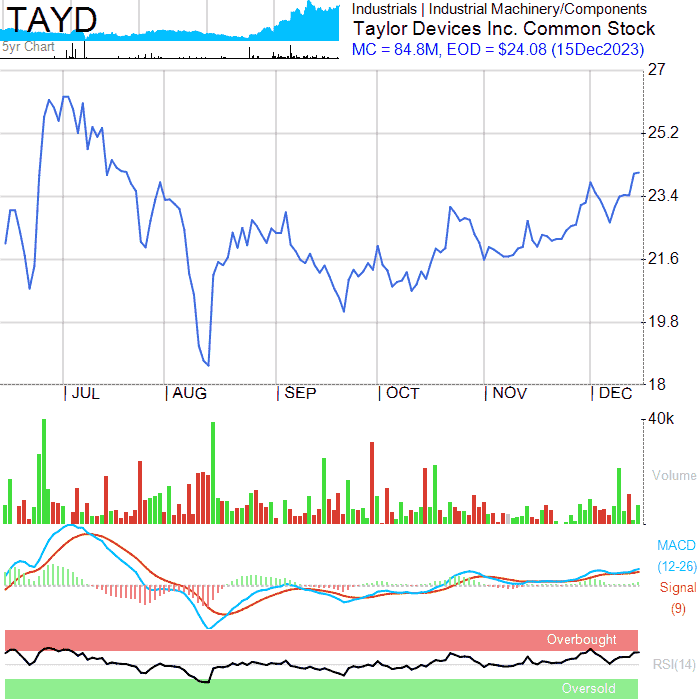 TAYD
5yr Chart
Industrials | Industrial Machinery/Components
Taylor Devices Inc. Common Stock
MC = 84.8M, EOD = $24.08 (15Dec2023)
27
25.2
23.4
21.6
19.8
18
JUL
AUG
SEP
OCT
NOV
DEC
40k
Volume
MACD
(12-26)
Signal
(9)
Overbought
RSI(14)
Oversold